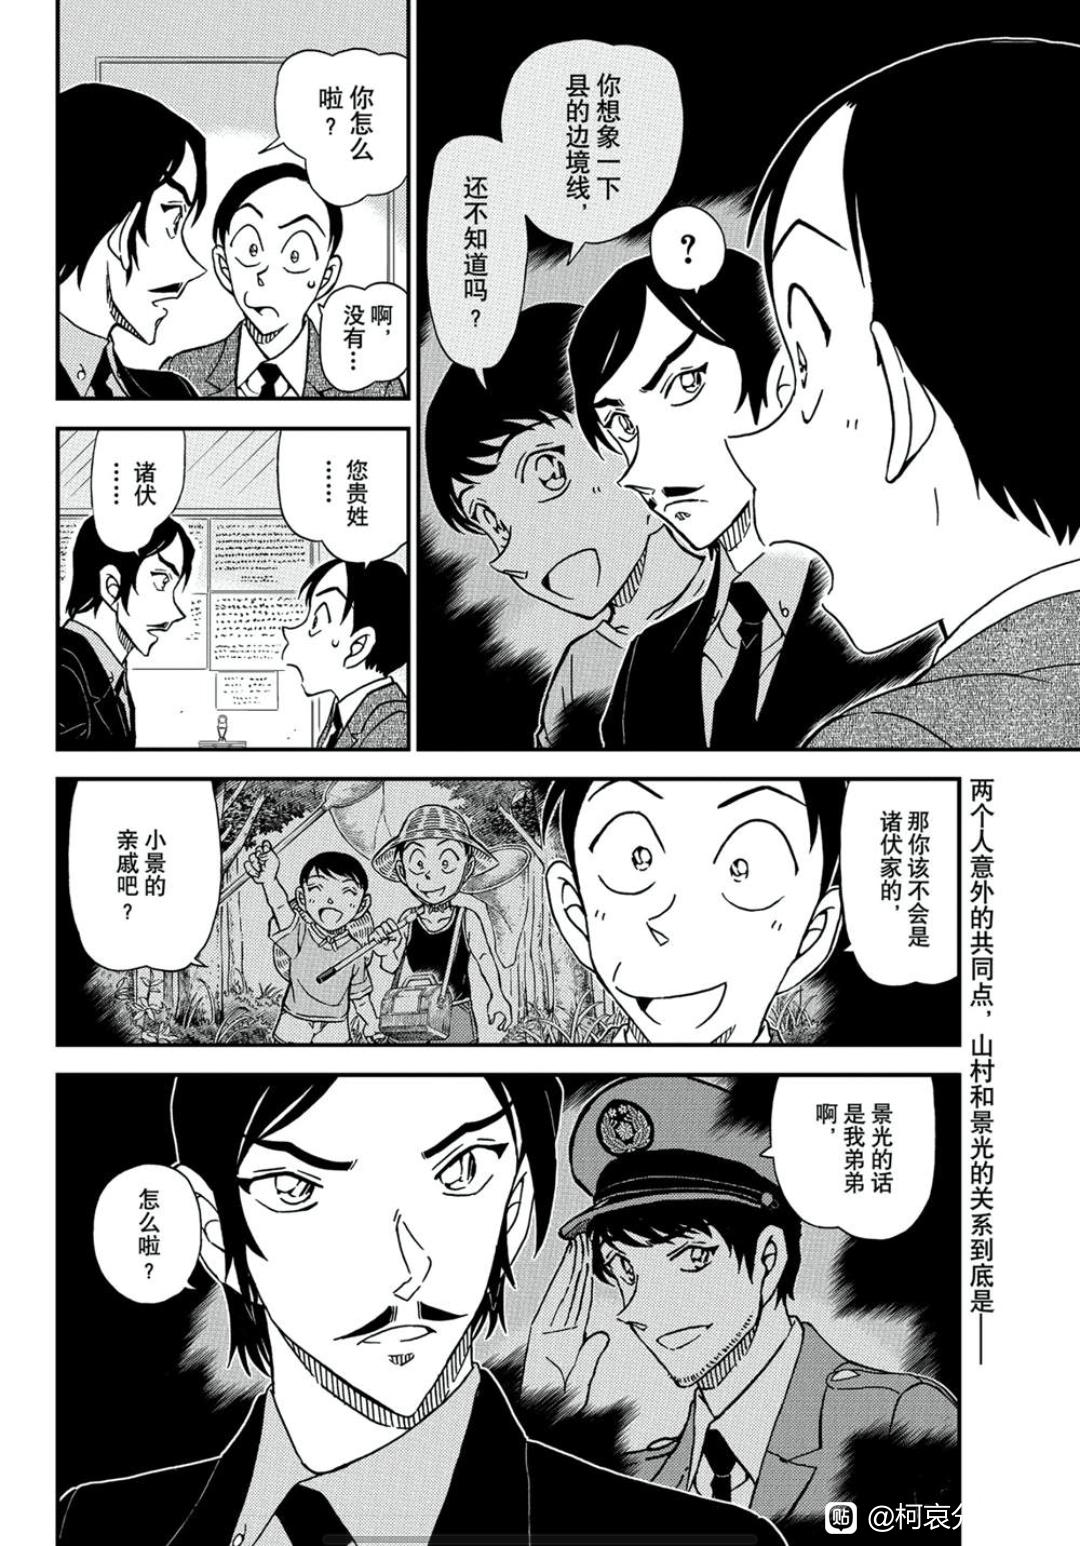 你想象一下
县的边境线，
还不知道吗？
？
你怎么
啦？
啊，
没有…
您贵姓
……
诸伏
……
两个人意外的共同点，山村和景光的关系到底是——
那你该不会是
诸伏家的，
小景的
亲戚吧？
景光的话
是我弟弟
啊，
怎么啦？
贴 @柯哀分